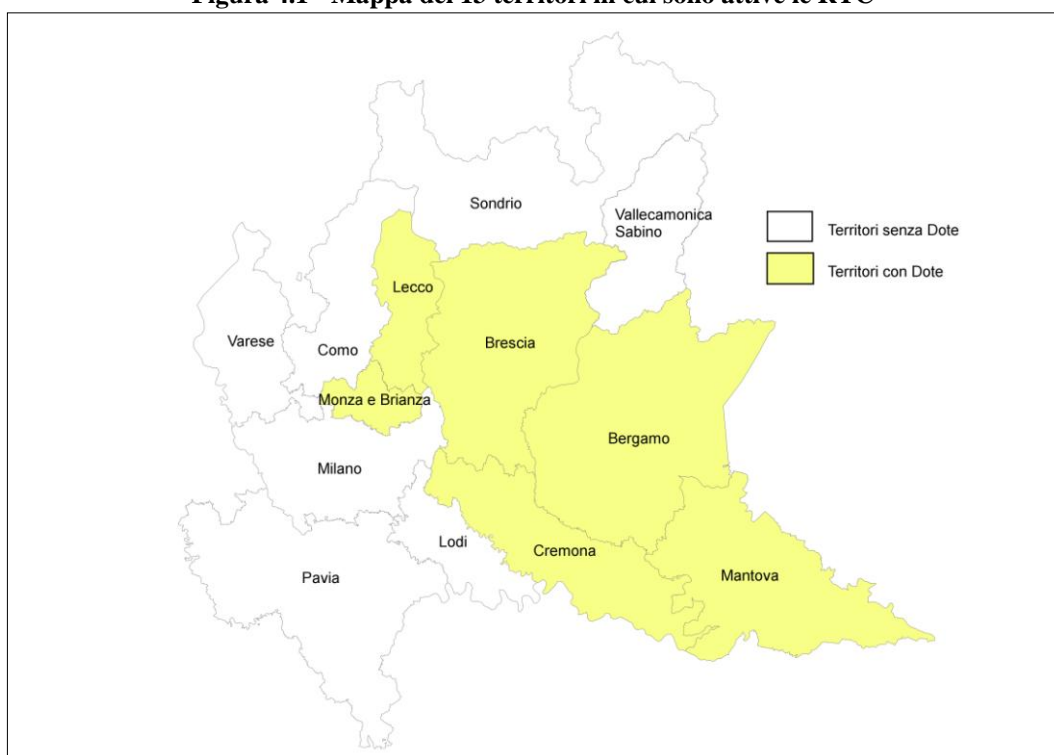 Sondrio
Vallecamonica
Sabino
Territori senza Dote
Territori con Dote
Lecco
Varese
Como
Brescia
Monza e Brianza
Bergamo
Milano
Lodi
Cremona
Pavia
Mantova